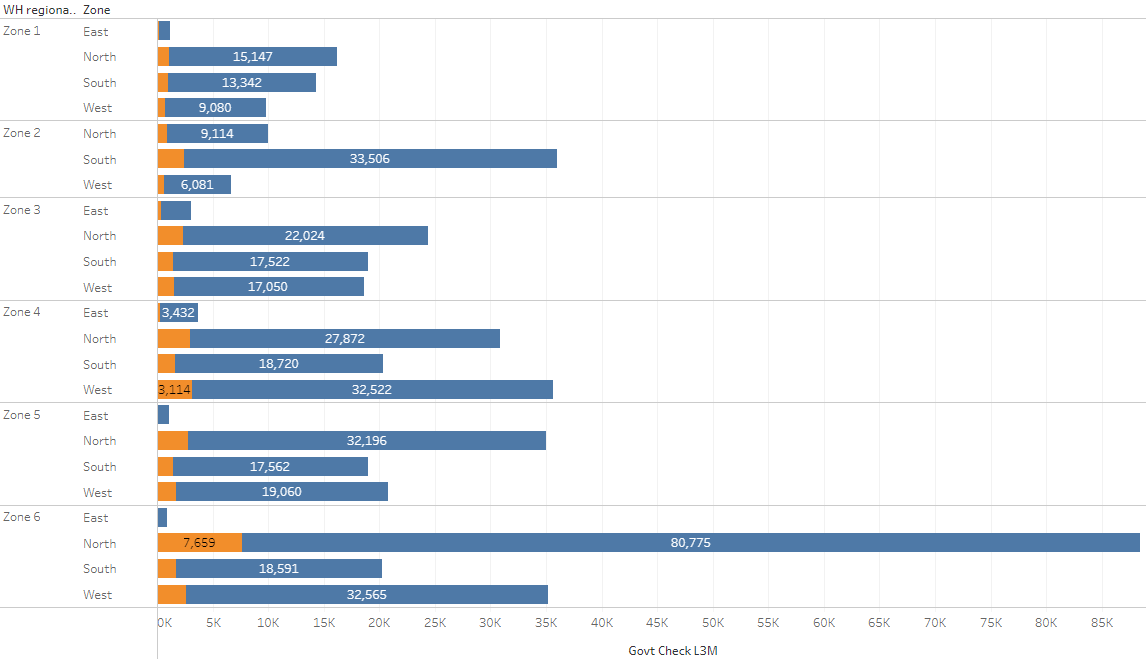 WH regiona.. Zone
Zone 1 East
North 15,147
South 13,342
West 9,080
Zone 2 North 9,114
South 33,506
West 6,081
Zone 3 East
North 22,024
South 17,522
West 17,050
Zone 4 East 3,432
North 27,872
South 18,720
West 3,114 32,522
Zone 5 East
North 32,196
South 17,562
West 19,060
Zone 6 East
North 7,659 80,775
South 18,591
West 32,565
0K 5K 10K 15K 20K 25K 30K 35K 40K 45K 50K 55K 60K 65K 70K 75K 80K 85K
Govt Check L3M